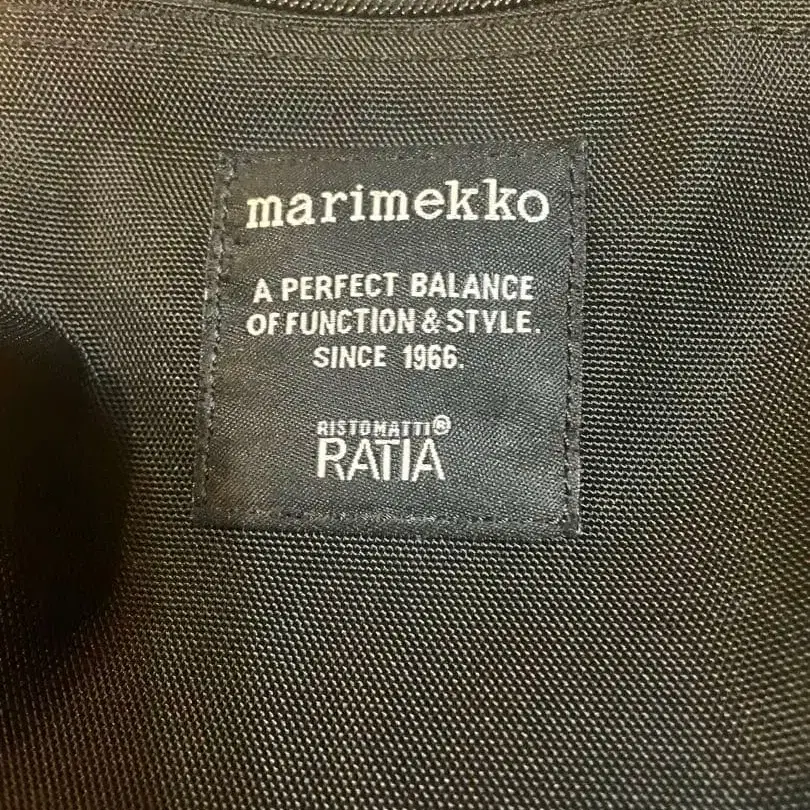 marimekko
A PERFECT BALANCE
OF FUNCTION & STYLE.
SINCE 1966.
RISTOMATTI®
RATIA